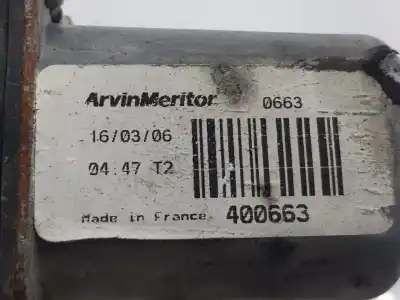 ArvinMeritor 0663
16/03/06
04:47 T2
Made in France 400663